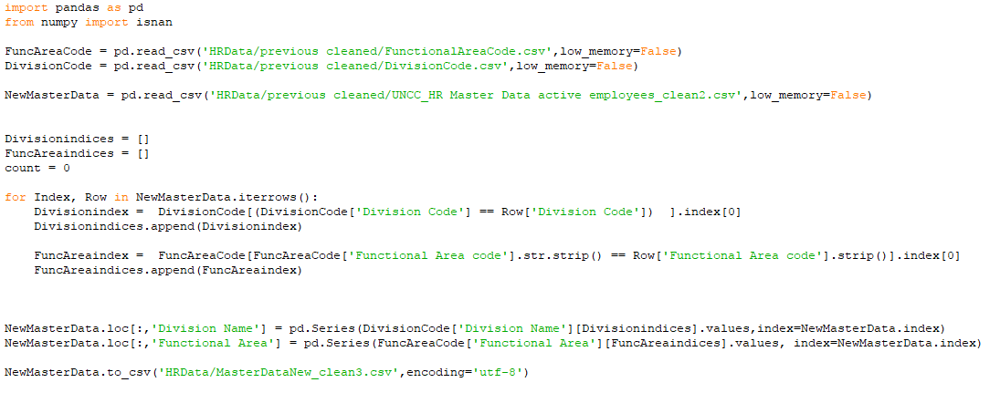 import pandas as pd
from numpy import isnan
FuncAreaCode = pd.read_csv('HRData/previous cleaned/FunctionalAreaCode.csv',low_memory=False)
DivisionCode = pd.read_csv('HRData/previous cleaned/DivisionCode.csv',low_memory=False)
NewMasterData = pd.read_csv('HRData/previous cleaned/UNCC_HR Master Data active employees_clean2.csv',low_memory=False)
Divisionindices = []
FuncAreaindices = []
count = 0
for Index, Row in NewMasterData.iterrows():
    Divisionindex =  DivisionCode[(DivisionCode['Division Code'] == Row['Division Code'])  ].index[0]
    Divisionindices.append(Divisionindex)
    FuncAreaindex =  FuncAreaCode[FuncAreaCode['Functional Area code'].str.strip() == Row['Functional Area code'].strip()].index[0]
    FuncAreaindices.append(FuncAreaindex)
NewMasterData.loc[:,'Division Name'] = pd.Series(DivisionCode['Division Name'][Divisionindices].values,index=NewMasterData.index)
NewMasterData.loc[:,'Functional Area'] = pd.Series(FuncAreaCode['Functional Area'][FuncAreaindices].values, index=NewMasterData.index)
NewMasterData.to_csv('HRData/MasterDataNew_clean3.csv',encoding='utf-8')